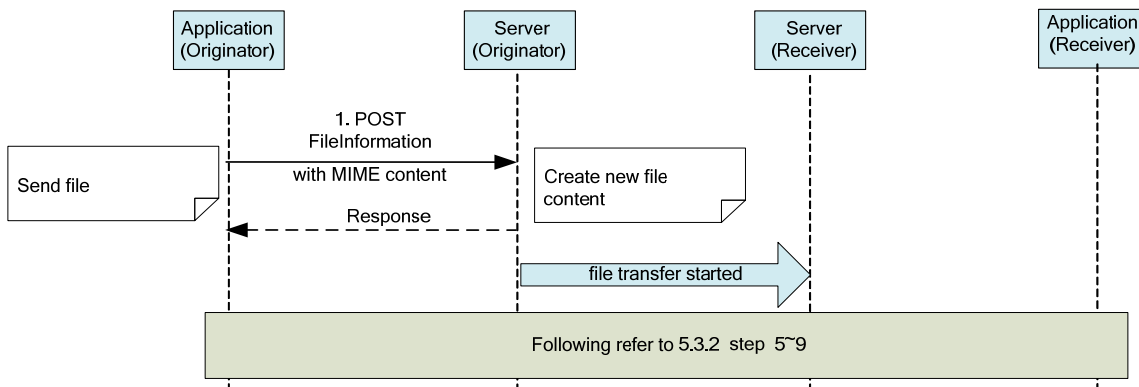 Application
(Originator)
Server
(Originator)
Server
(Receiver)
Application
(Receiver)
1. POST
FileInformation
with MIME content
Send file
Create new file
content
Response
file transfer started
Following refer to 5.3.2 step 5~9